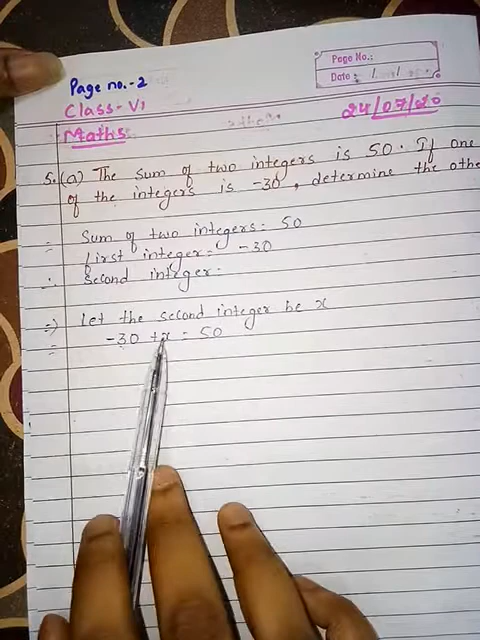 Page no.-2
Page No.:
Date :
Class-VI
24/07/20
Maths
5.(a) The sum of two integers is 50. If one
of the integers is -30, determine the othe
Sum of two integers = 50
First integer = -30
∴ Second integer =
=) Let the second integer be x
-30 + x = 50